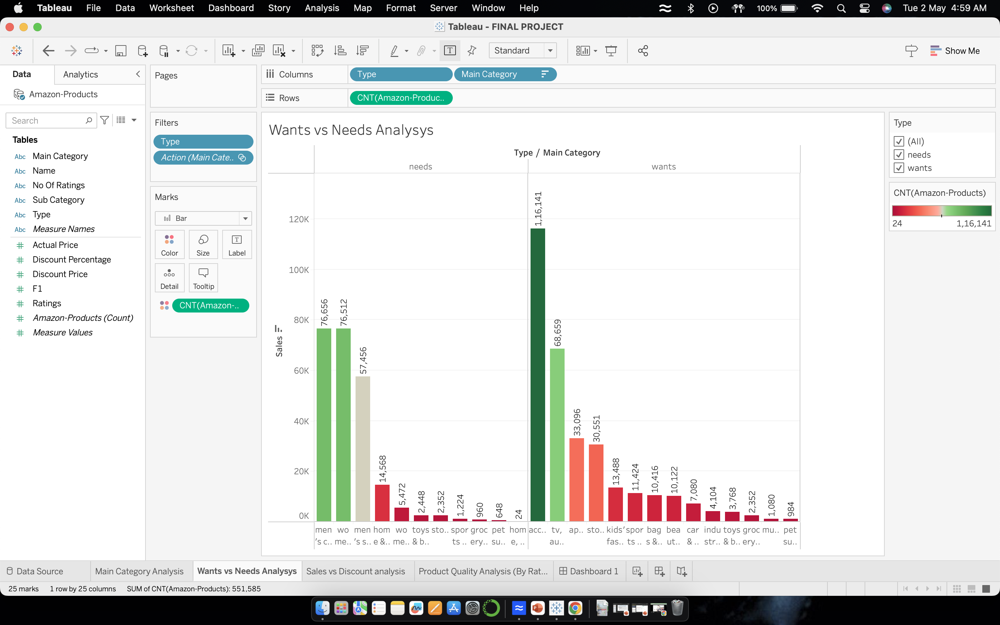 Tableau File Data Worksheet Dashboard Story Analysis Map Format Server Window Help 100% Tue 2 May 4:59 AM
Tableau - FINAL PROJECT
Standard Show Me
Data Analytics
Amazon-Products
Search
Tables
Abc Main Category
Abc Name
Abc No Of Ratings
Abc Sub Category
Abc Type
Abc Measure Names
# Actual Price
# Discount Percentage
# Discount Price
# F1
# Ratings
# Amazon-Products (Count)
# Measure Values
Pages
Filters
Type
Action (Main Cate..
Marks
Bar
Color Size Label
Detail Tooltip
CNT(Amazon-..
Columns Type Main Category
Rows CNT(Amazon-Produc..
Wants vs Needs Analysys
Type / Main Category
needs wants
Sales
120K
100K
80K
60K
40K
20K
0K
76,656
76,512
57,456
14,568
5,472
2,448
2,352
1,224
960
648
24
1,16,141
68,659
33,096
30,551
13,488
11,424
10,416
10,122
7,080
4,104
3,768
2,352
1,080
984
men wo men hom wo toys sto.. spor groc pet hom acc.. tv, ap.. sto.. kids' spor bag bea car indu toys groc mu.. pet
's c.. me.. 's s.. e &.. me.. & b.. ts .. ery.. su.. e, .. au.. fas.. ts .. s &.. ut.. & .. str.. & b.. ery.. su..
Type
(All)
needs
wants
CNT(Amazon-Products)
24 1,16,141
Data Source Main Category Analysis Wants vs Needs Analysys Sales vs Discount analysis Product Quality Analysis (By Rat... Dashboard 1
25 marks 1 row by 25 columns SUM of CNT(Amazon-Products): 551,585